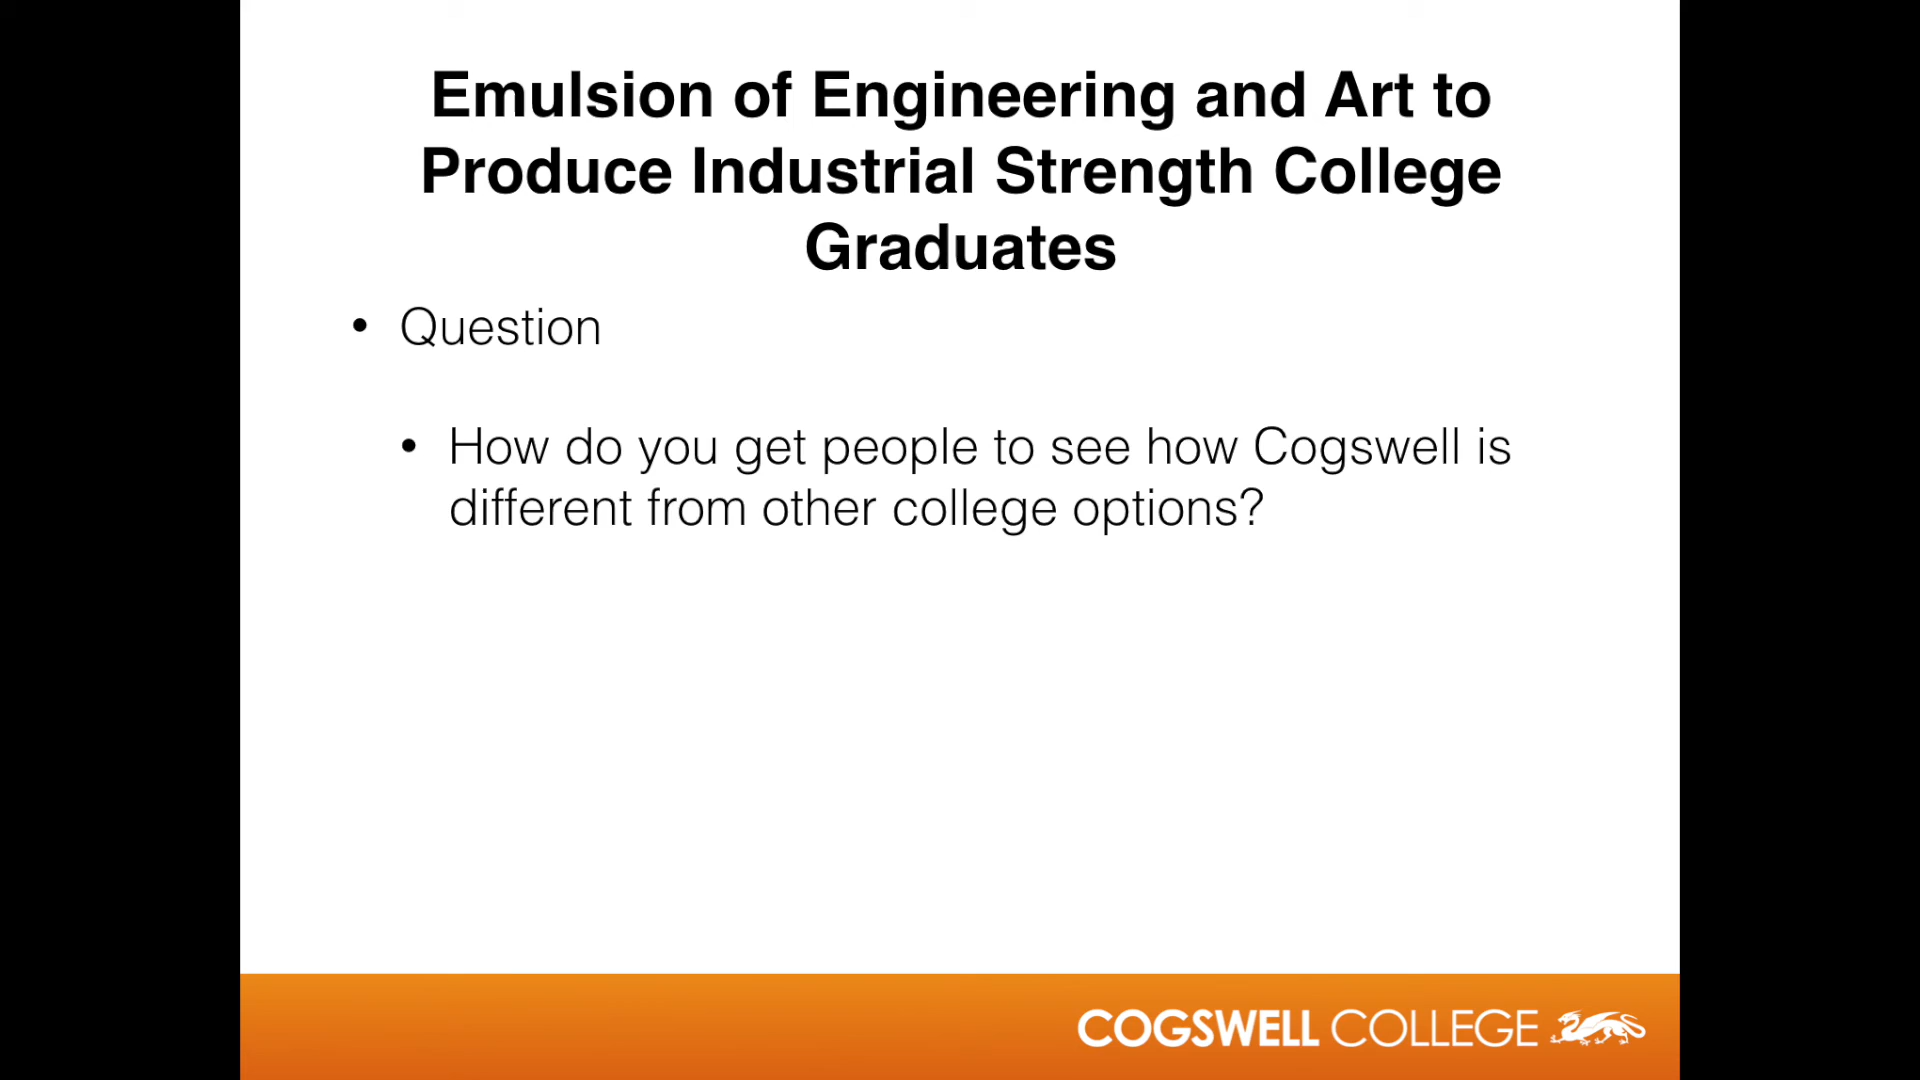 Emulsion of Engineering and Art to
Produce Industrial Strength College
Graduates
• Question
• How do you get people to see how Cogswell is
different from other college options?
COGSWELL COLLEGE